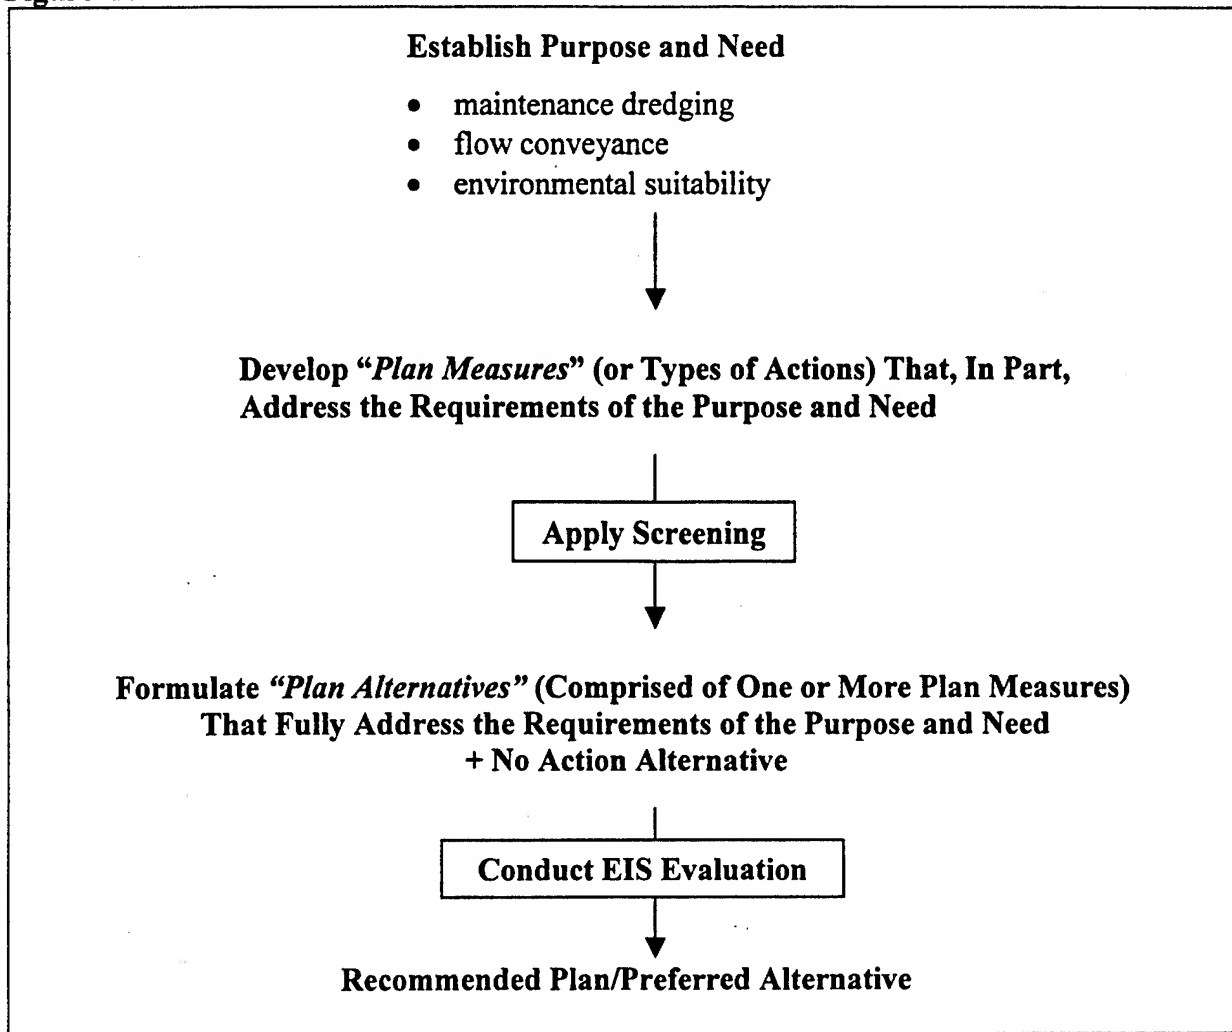 Establish Purpose and Need
• maintenance dredging
• flow conveyance
• environmental suitability
Develop “Plan Measures” (or Types of Actions) That, In Part,
Address the Requirements of the Purpose and Need
Apply Screening
Formulate “Plan Alternatives” (Comprised of One or More Plan Measures)
That Fully Address the Requirements of the Purpose and Need
+ No Action Alternative
Conduct EIS Evaluation
Recommended Plan/Preferred Alternative